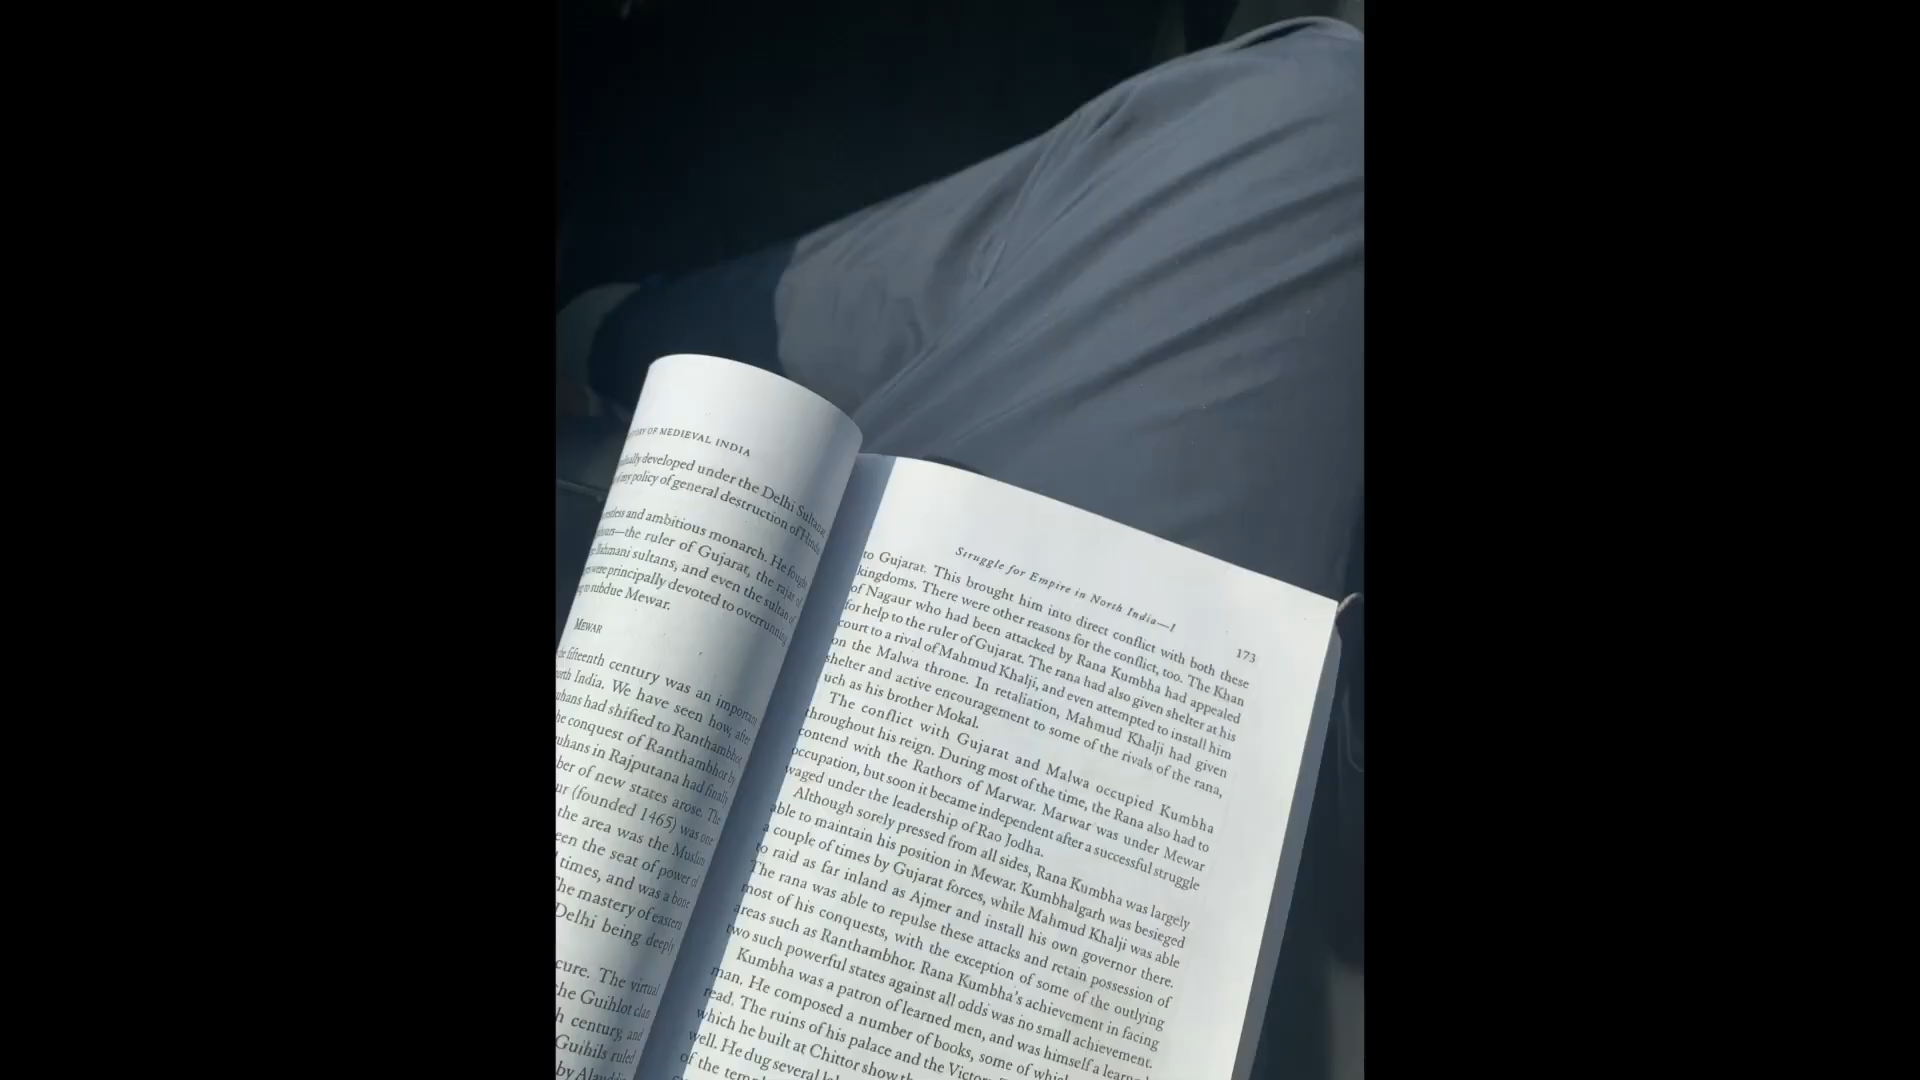 STORY OF MEDIEVAL INDIA
developed under the Delhi Sultanat
policy of general destruction of Hindu
restless and ambitious monarch. He fought
the ruler of Gujarat, the rajas of
Bahmani sultans, and even the sultan of
were principally devoted to overrunning
to subdue Mewar.
MEWAR
the fifteenth century was an important
north India. We have seen how, after
uhans had shifted to Ranthambhor
he conquest of Ranthambhor by
uhans in Rajputana had finally
ber of new states arose. The
ur (founded 1465) was one
the area was the Muslim
een the seat of power of
times, and was a bone
The mastery of eastern
Delhi being deeply
cure. The virtual
the Guihlot clan
h century, and
Guihils ruled
by
Struggle for Empire in North India—I
173
to Gujarat. This brought him into direct conflict with both these
kingdoms. There were other reasons for the conflict, too. The Khan
of Nagaur who had been attacked by Rana Kumbha had appealed
for help to the ruler of Gujarat. The rana had also given shelter at his
court to a rival of Mahmud Khalji, and even attempted to install him
on the Malwa throne. In retaliation, Mahmud Khalji had given
shelter and active encouragement to some of the rivals of the rana,
uch as his brother Mokal.
The conflict with Gujarat and Malwa occupied Kumbha
throughout his reign. During most of the time, the Rana also had to
contend with the Rathors of Marwar. Marwar was under Mewar
occupation, but soon it became independent after a successful struggle
waged under the leadership of Rao Jodha.
Although sorely pressed from all sides, Rana Kumbha was largely
able to maintain his position in Mewar. Kumbhalgarh was besieged
a couple of times by Gujarat forces, while Mahmud Khalji was able
to raid as far inland as Ajmer and install his own governor there.
The rana was able to repulse these attacks and retain possession of
most of his conquests, with the exception of some of the outlying
areas such as Ranthambhor. Rana Kumbha's achievement in facing
two such powerful states against all odds was no small achievement.
Kumbha was a patron of learned men, and was himself a learned
man. He composed a number of books, some of which
read. The ruins of his palace and the Victory
which he built at Chittor show
well. He dug several
of the